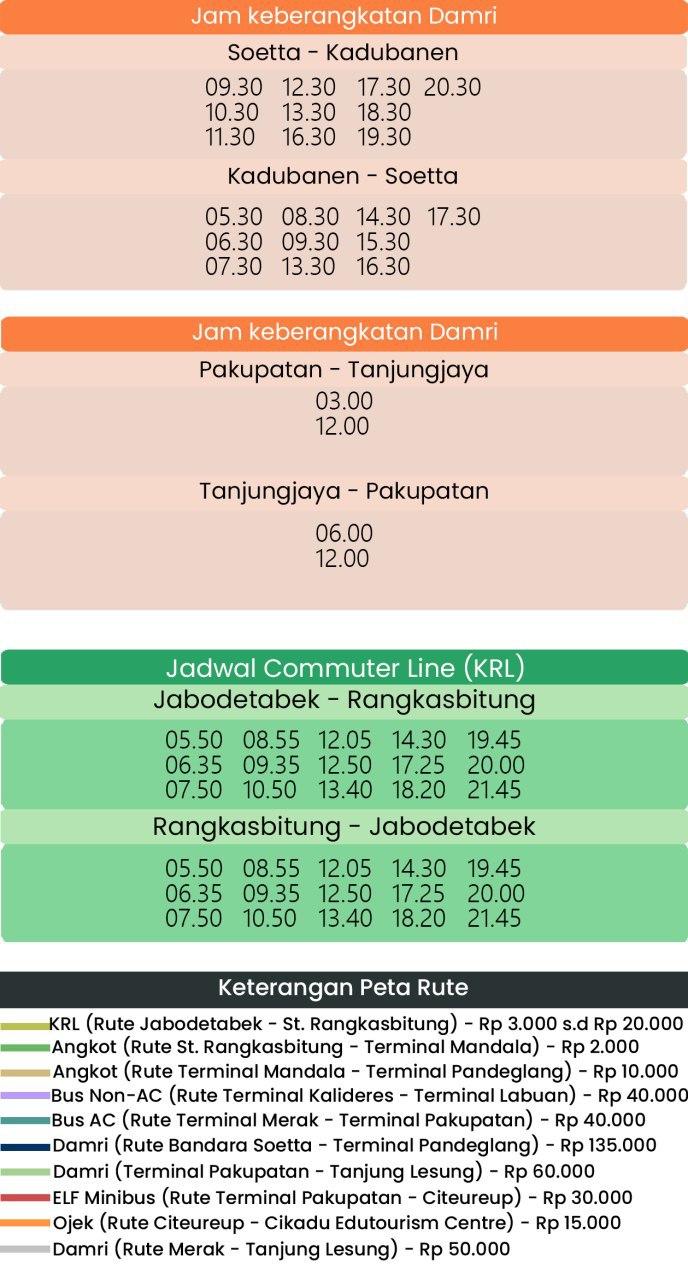 Jam keberangkatan Damri
Soetta - Kadubanen
09.30 12.30 17.30 20.30
10.30 13.30 18.30
11.30 16.30 19.30
Kadubanen - Soetta
05.30 08.30 14.30 17.30
06.30 09.30 15.30
07.30 13.30 16.30
Jam keberangkatan Damri
Pakupatan - Tanjungjaya
03.00
12.00
Tanjungjaya - Pakupatan
06.00
12.00
Jadwal Commuter Line (KRL)
Jabodetabek - Rangkasbitung
05.50 08.55 12.05 14.30 19.45
06.35 09.35 12.50 17.25 20.00
07.50 10.50 13.40 18.20 21.45
Rangkasbitung - Jabodetabek
05.50 08.55 12.05 14.30 19.45
06.35 09.35 12.50 17.25 20.00
07.50 10.50 13.40 18.20 21.45
Keterangan Peta Rute
KRL (Rute Jabodetabek - St. Rangkasbitung) - Rp 3.000 s.d Rp 20.000
Angkot (Rute St. Rangkasbitung - Terminal Mandala) - Rp 2.000
Angkot (Rute Terminal Mandala - Terminal Pandeglang) - Rp 10.000
Bus Non-AC (Rute Terminal Kalideres - Terminal Labuan) - Rp 40.000
Bus AC (Rute Terminal Merak - Terminal Pakupatan) - Rp 40.000
Damri (Rute Bandara Soetta - Terminal Pandeglang) - Rp 135.000
Damri (Terminal Pakupatan - Tanjung Lesung) - Rp 60.000
ELF Minibus (Rute Terminal Pakupatan - Citeureup) - Rp 30.000
Ojek (Rute Citeureup - Cikadu Edutourism Centre) - Rp 15.000
Damri (Rute Merak - Tanjung Lesung) - Rp 50.000